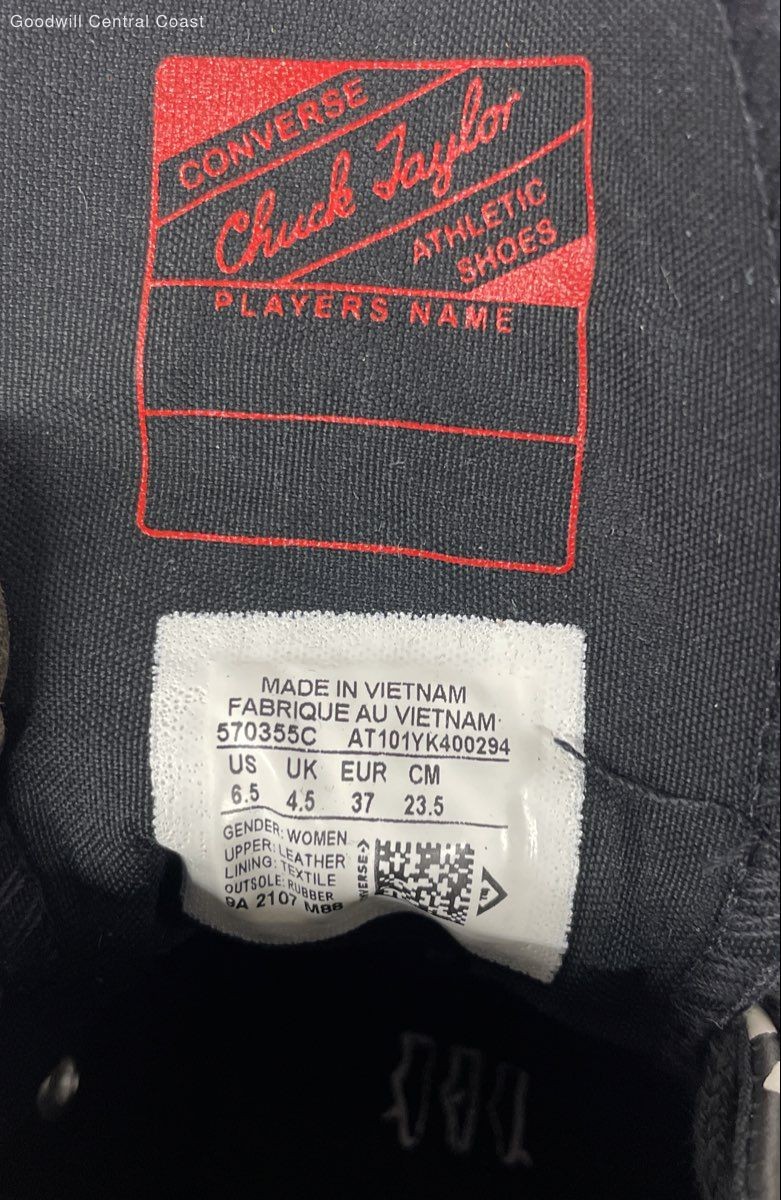 Goodwill Central Coast
CONVERSE
Chuck Taylor
ATHLETIC
SHOES
PLAYERS NAME
MADE IN VIETNAM
FABRIQUE AU VIETNAM
570355C AT101YK400294
US UK EUR CM
6.5 4.5 37 23.5
GENDER: WOMEN
UPPER: LEATHER
LINING: TEXTILE
OUTSOLE: RUBBER
9A 2107 M88